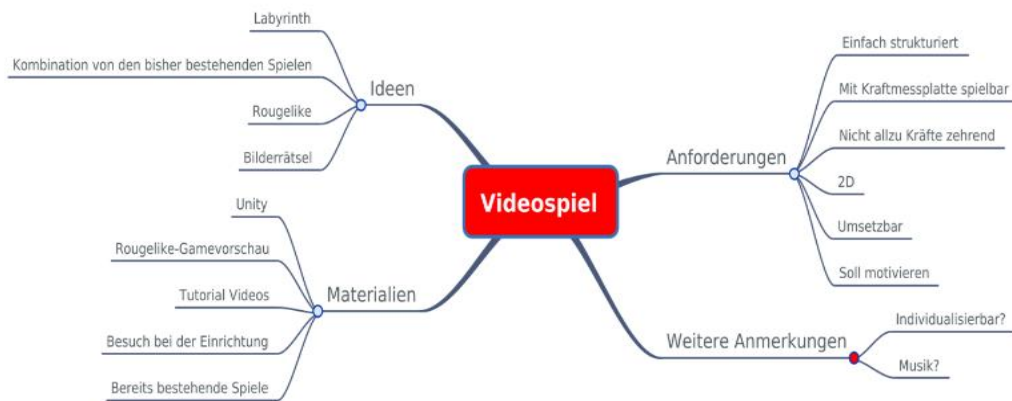 Videospiel
Ideen
Labyrinth
Kombination von den bisher bestehenden Spielen
Rougelike
Bilderrätsel
Materialien
Unity
Rougelike-Gamevorschau
Tutorial Videos
Besuch bei der Einrichtung
Bereits bestehende Spiele
Anforderungen
Einfach strukturiert
Mit Kraftmessplatte spielbar
Nicht allzu Kräfte zehrend
2D
Umsetzbar
Soll motivieren
Weitere Anmerkungen
Individualisierbar?
Musik?